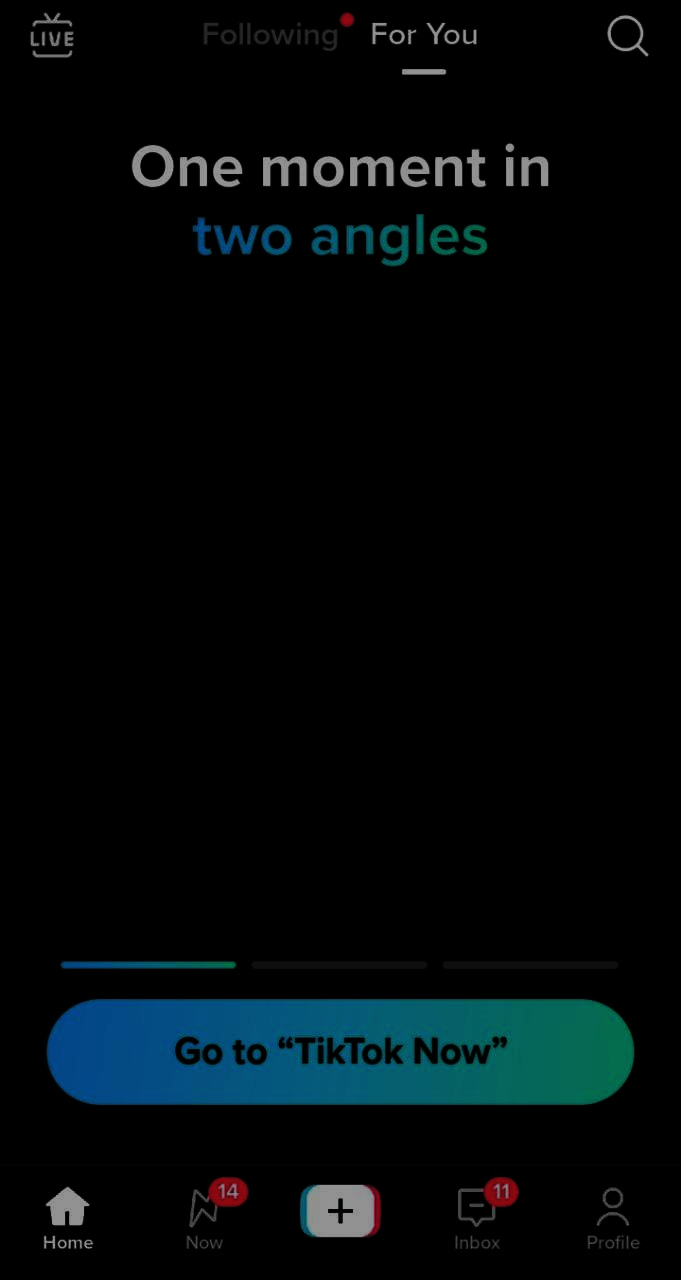 LIVE
Following For You
One moment in
two angles
Go to “TikTok Now”
14
11
Home
Now
Inbox
Profile